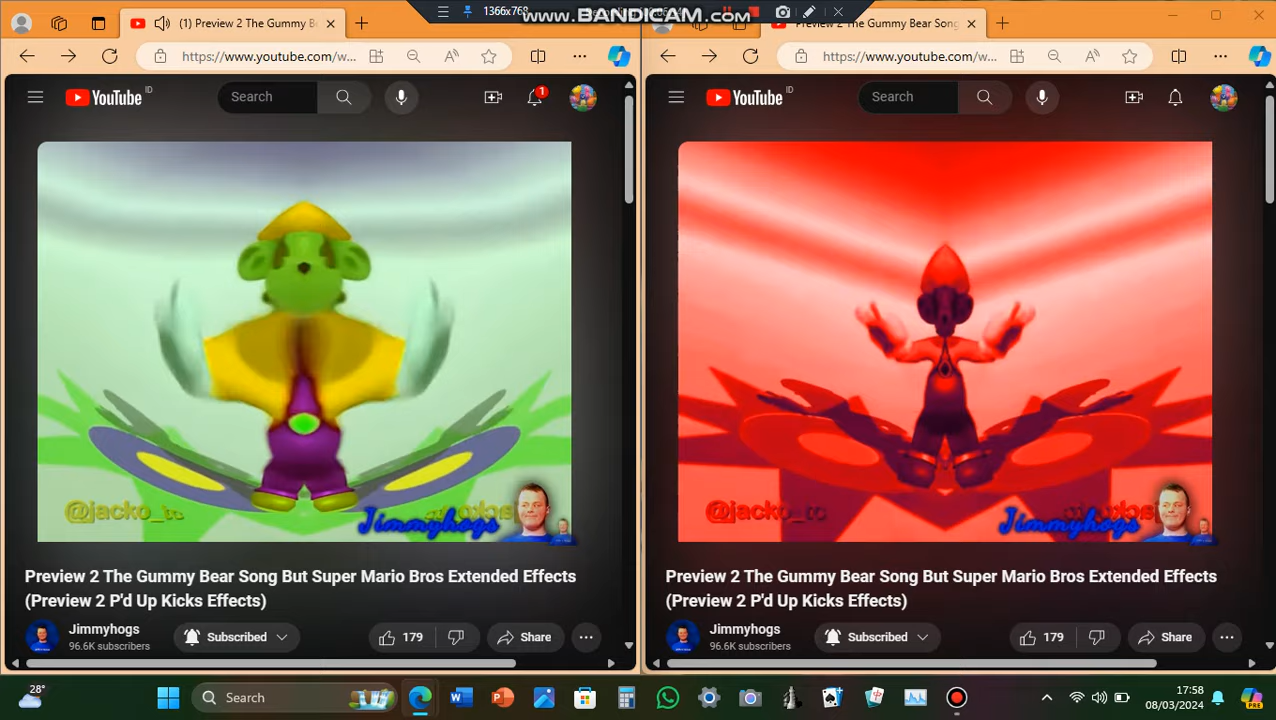 1366x768
www.BANDICAM.com
(1) Preview 2 The Gummy B
Preview 2 The Gummy Bear Song
https://www.youtube.com/w...
https://www.youtube.com/w...
YouTube ID
Search
1
YouTube ID
Search
@jacko_tc
Jimmyhogs
@jacko_tc
Jimmyhogs
Preview 2 The Gummy Bear Song But Super Mario Bros Extended Effects
(Preview 2 P'd Up Kicks Effects)
Jimmyhogs
96.6K subscribers
Subscribed
179
Share
Preview 2 The Gummy Bear Song But Super Mario Bros Extended Effects
(Preview 2 P'd Up Kicks Effects)
Jimmyhogs
96.6K subscribers
Subscribed
179
Share
28°
Search
17:58
08/03/2024